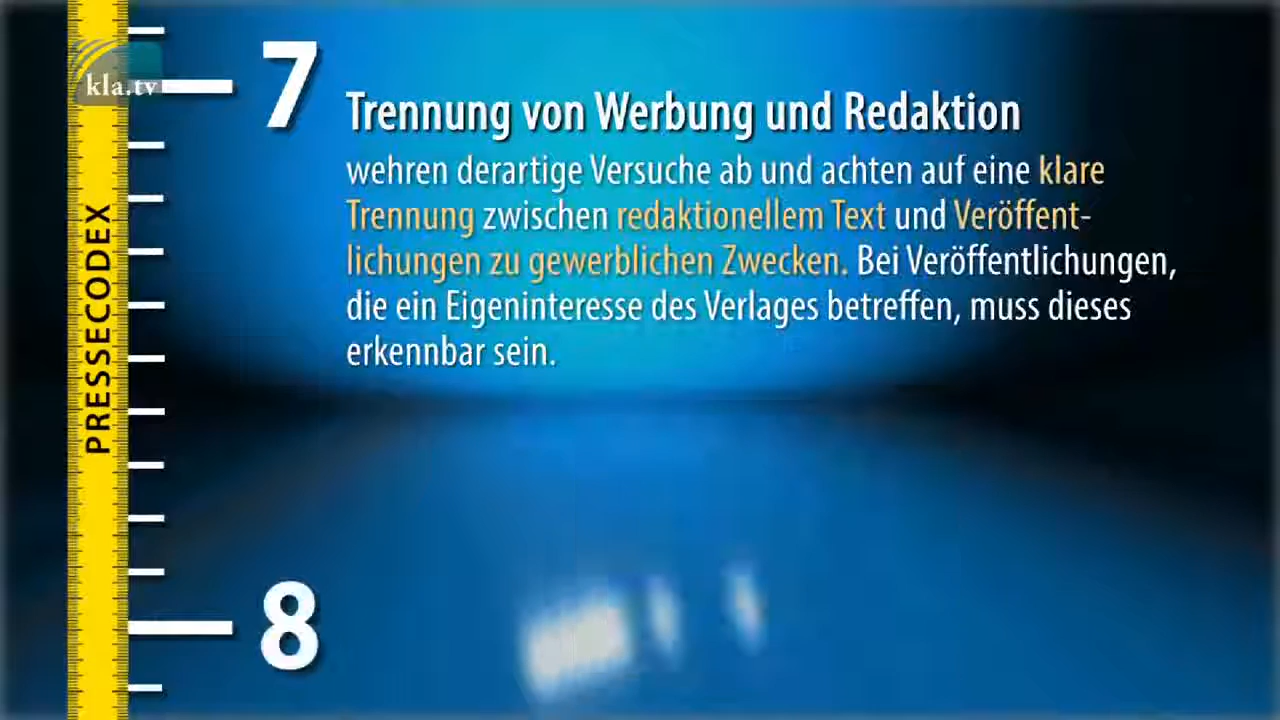 kla.tv
PRESSECODEX
7
Trennung von Werbung und Redaktion
wehren derartige Versuche ab und achten auf eine klare
Trennung zwischen redaktionellem Text und Veröffent-
lichungen zu gewerblichen Zwecken. Bei Veröffentlichungen,
die ein Eigeninteresse des Verlages betreffen, muss dieses
erkennbar sein.
8